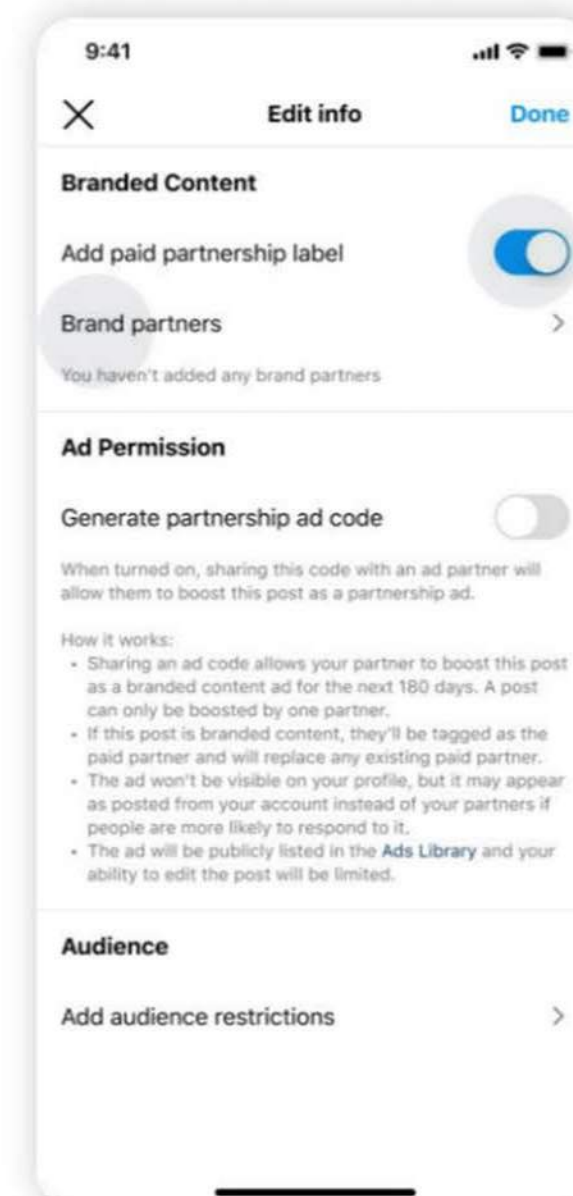 9:41
Edit info
Done
Branded Content
Add paid partnership label
Brand partners
You haven't added any brand partners
Ad Permission
Generate partnership ad code
When turned on, sharing this code with an ad partner will
allow them to boost this post as a partnership ad.
How it works:
• Sharing an ad code allows your partner to boost this post
as a branded content ad for the next 180 days. A post
can only be boosted by one partner.
• If this post is branded content, they'll be tagged as the
paid partner and will replace any existing paid partner.
• The ad won't be visible on your profile, but it may appear
as posted from your account instead of your partners if
people are more likely to respond to it.
• The ad will be publicly listed in the Ads Library and your
ability to edit the post will be limited.
Audience
Add audience restrictions